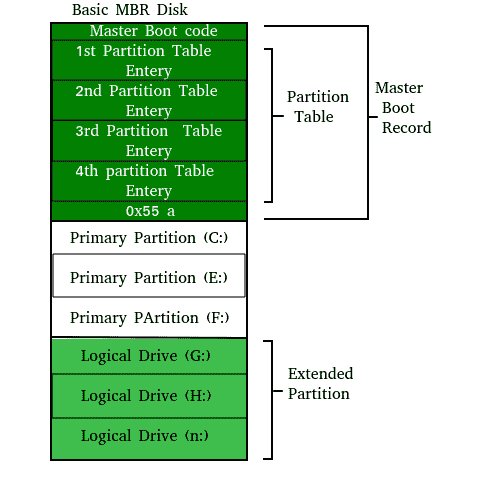 Basic MBR Disk
Master Boot code
1st Partition Table
Entery
2nd Partition Table
Entery
3rd Partition Table
Entery
4th partition Table
Entery
0x55 a
Partition
Table
Master
Boot
Record
Primary Partition (C:)
Primary Partition (E:)
Primary PArtition (F:)
Logical Drive (G:)
Logical Drive (H:)
Logical Drive (n:)
Extended
Partition